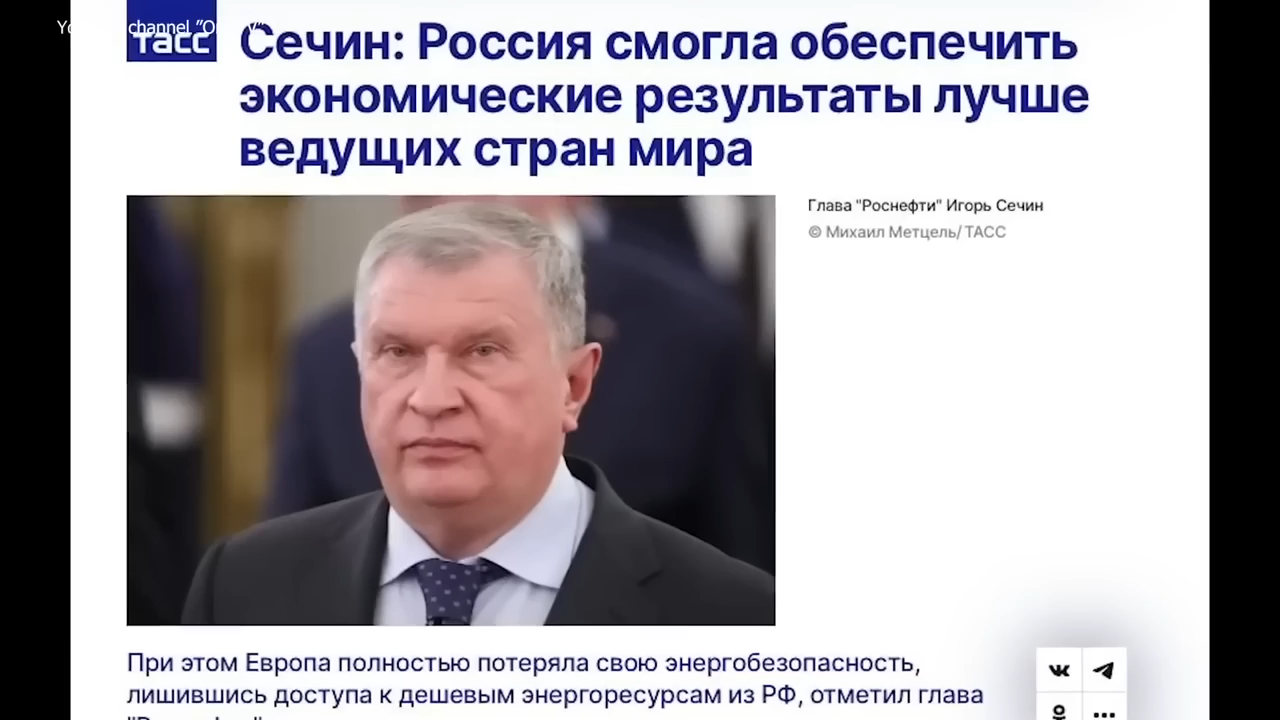 channel "O
ТАСС
Сечин: Россия смогла обеспечить
экономические результаты лучше
ведущих стран мира
Глава "Роснефти" Игорь Сечин
© Михаил Метцель/ ТАСС
При этом Европа полностью потеряла свою энергобезопасность,
лишившись доступа к дешевым энергоресурсам из РФ, отметил глава